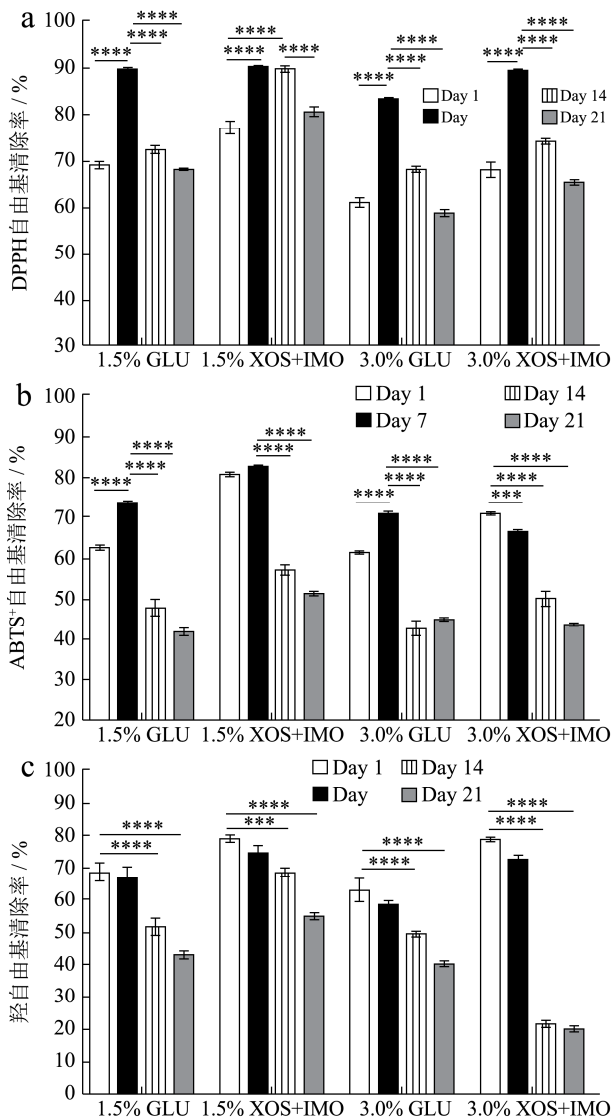 a
DPPH自由基清除率 / %
100
90
80
70
60
50
40
30
**** **** ****
**** **** ****
**** **** ****
**** **** ****
Day 1
Day 14
Day
Day 21
1.5% GLU
1.5% XOS+IMO
3.0% GLU
3.0% XOS+IMO
b
ABTS⁺自由基清除率 / %
100
90
80
70
60
50
40
30
20
Day 1
Day 14
Day 7
Day 21
**** **** ****
**** ****
**** **** ****
**** **** ***
1.5% GLU
1.5% XOS+IMO
3.0% GLU
3.0% XOS+IMO
c
羟自由基清除率 / %
100
90
80
70
60
50
40
30
20
10
0
Day 1
Day 14
Day
Day 21
**** ****
**** ***
**** ****
**** ****
1.5% GLU
1.5% XOS+IMO
3.0% GLU
3.0% XOS+IMO